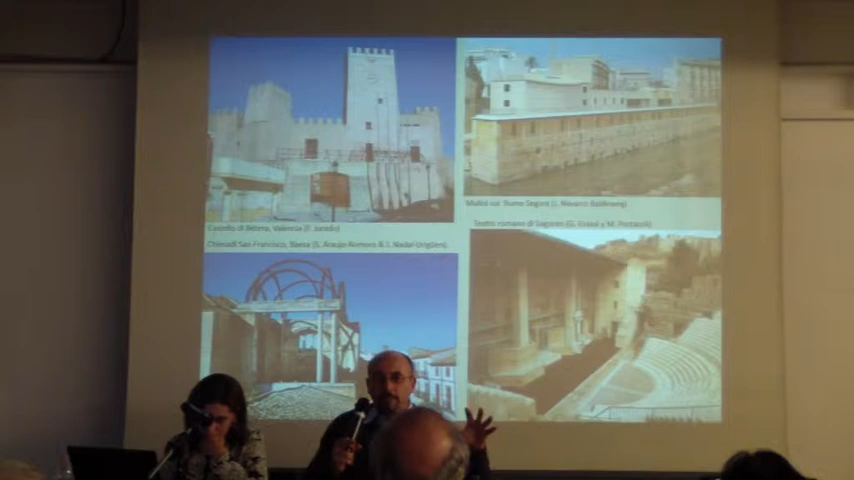 Castello di Bétera, Valencia (F. Jurado)
Chiesa di San Francisco, Baeza (S. Araujo-Romero & J. Nadal-Urigüen)
Mulini sul fiume Segura (J. Navarro Baldeweg)
Teatro romano di Sagunto (G. Grassi y M. Portaceli)